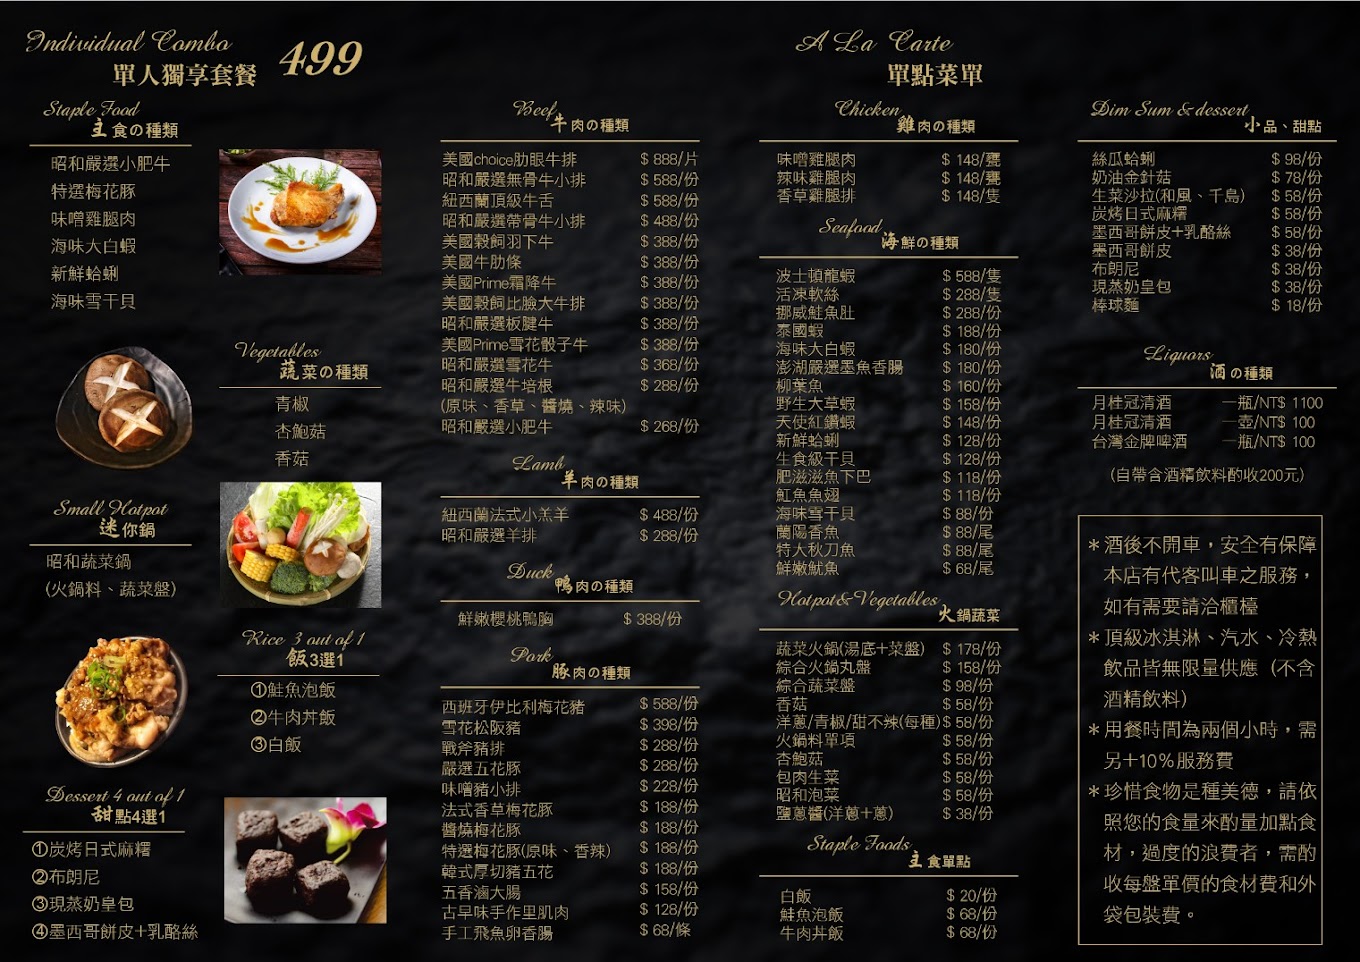 Individual Combo
單人獨享套餐 499
Staple Food
主食の種類
昭和嚴選小肥牛
特選梅花豚
味噌雞腿肉
海味大白蝦
新鮮蛤蜊
海味雪干貝
Vegetables
蔬菜の種類
青椒
杏鮑菇
香菇
Small Hotpot
迷你鍋
昭和蔬菜鍋
(火鍋料、蔬菜盤)
Rice 3 out of 1
飯3選1
①鮭魚泡飯
②牛肉丼飯
③白飯
Dessert 4 out of 1
甜點4選1
①炭烤日式麻糬
②布朗尼
③現蒸奶皇包
④墨西哥餅皮+乳酪絲
Beef
牛肉の種類
美國choice肋眼牛排 $ 888/片
昭和嚴選無骨牛小排 $ 588/份
紐西蘭頂級牛舌 $ 588/份
昭和嚴選帶骨牛小排 $ 488/份
美國穀飼羽下牛 $ 388/份
美國牛肋條 $ 388/份
美國Prime霜降牛 $ 388/份
美國穀飼比臉大牛排 $ 388/份
昭和嚴選板腱牛 $ 388/份
美國Prime雪花骰子牛 $ 388/份
昭和嚴選雪花牛 $ 368/份
昭和嚴選牛培根 $ 288/份
(原味、香草、醬燒、辣味)
昭和嚴選小肥牛 $ 268/份
Lamb
羊肉の種類
紐西蘭法式小羔羊 $ 488/份
昭和嚴選羊排 $ 288/份
Duck
鴨肉の種類
鮮嫩櫻桃鴨胸 $ 388/份
Pork
豚肉の種類
西班牙伊比利梅花豬 $ 588/份
雪花松阪豬 $ 398/份
戰斧豬排 $ 288/份
嚴選五花豚 $ 288/份
味噌豬小排 $ 228/份
法式香草梅花豚 $ 188/份
醬燒梅花豚 $ 188/份
特選梅花豚(原味、香辣) $ 188/份
韓式厚切豬五花 $ 188/份
五香滷大腸 $ 158/份
古早味手作里肌肉 $ 128/份
手工飛魚卵香腸 $ 68/條
A La Carte
單點菜單
Chicken
雞肉の種類
味噌雞腿肉 $ 148/甕
辣味雞腿肉 $ 148/甕
香草雞腿排 $ 148/隻
Seafood
海鮮の種類
波士頓龍蝦 $ 588/隻
活凍軟絲 $ 288/隻
挪威鮭魚肚 $ 288/份
泰國蝦 $ 188/份
海味大白蝦 $ 180/份
澎湖嚴選墨魚香腸 $ 180/份
柳葉魚 $ 160/份
野生大草蝦 $ 158/份
天使紅鑽蝦 $ 148/份
新鮮蛤蜊 $ 128/份
生食級干貝 $ 128/份
肥滋滋魚下巴 $ 118/份
魟魚魚翅 $ 118/份
海味雪干貝 $ 88/份
蘭陽香魚 $ 88/尾
特大秋刀魚 $ 88/尾
鮮嫩魷魚 $ 68/尾
Hotpot&Vegetables
火鍋蔬菜
蔬菜火鍋(湯底+菜盤) $ 178/份
綜合火鍋丸盤 $ 158/份
綜合蔬菜盤 $ 98/份
香菇 $ 58/份
洋蔥/青椒/甜不辣(每種) $ 58/份
火鍋料單項 $ 58/份
杏鮑菇 $ 58/份
包肉生菜 $ 58/份
昭和泡菜 $ 58/份
鹽蔥醬(洋蔥+蔥) $ 38/份
Staple Foods
主食單點
白飯 $ 20/份
鮭魚泡飯 $ 68/份
牛肉丼飯 $ 68/份
Dim Sum & dessert
小品、甜點
絲瓜蛤蜊 $ 98/份
奶油金針菇 $ 78/份
生菜沙拉(和風、千島) $ 58/份
炭烤日式麻糬 $ 58/份
墨西哥餅皮+乳酪絲 $ 58/份
墨西哥餅皮 $ 38/份
布朗尼 $ 38/份
現蒸奶皇包 $ 38/份
棒球麵 $ 18/份
Liquors
酒の種類
月桂冠清酒 一瓶/NT$ 1100
月桂冠清酒 一壺/NT$ 100
台灣金牌啤酒 一瓶/NT$ 100
(自帶含酒精飲料酌收200元)
＊酒後不開車，安全有保障
本店有代客叫車之服務，
如有需要請洽櫃檯
＊頂級冰淇淋、汽水、冷熱
飲品皆無限量供應（不含
酒精飲料）
＊用餐時間為兩個小時，需
另+10%服務費
＊珍惜食物是種美德，請依
照您的食量來酌量加點食
材，過度的浪費者，需酌
收每盤單價的食材費和外
袋包裝費。